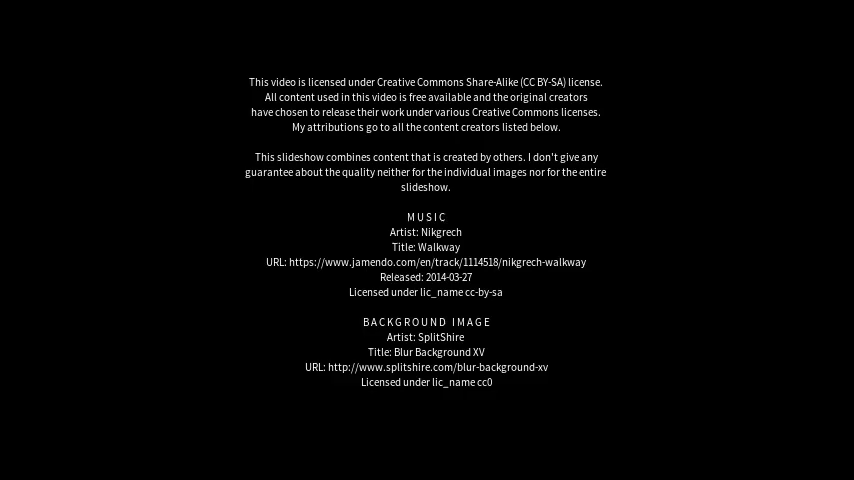 This video is licensed under Creative Commons Share-Alike (CC BY-SA) license.
All content used in this video is free available and the original creators
have chosen to release their work under various Creative Commons licenses.
My attributions go to all the content creators listed below.
This slideshow combines content that is created by others. I don't give any
guarantee about the quality neither for the individual images nor for the entire
slideshow.
M U S I C
Artist: Nikgrech
Title: Walkway
URL: https://www.jamendo.com/en/track/1114518/nikgrech-walkway
Released: 2014-03-27
Licensed under lic_name cc-by-sa
B A C K G R O U N D   I M A G E
Artist: SplitShire
Title: Blur Background XV
URL: http://www.splitshire.com/blur-background-xv
Licensed under lic_name cc0